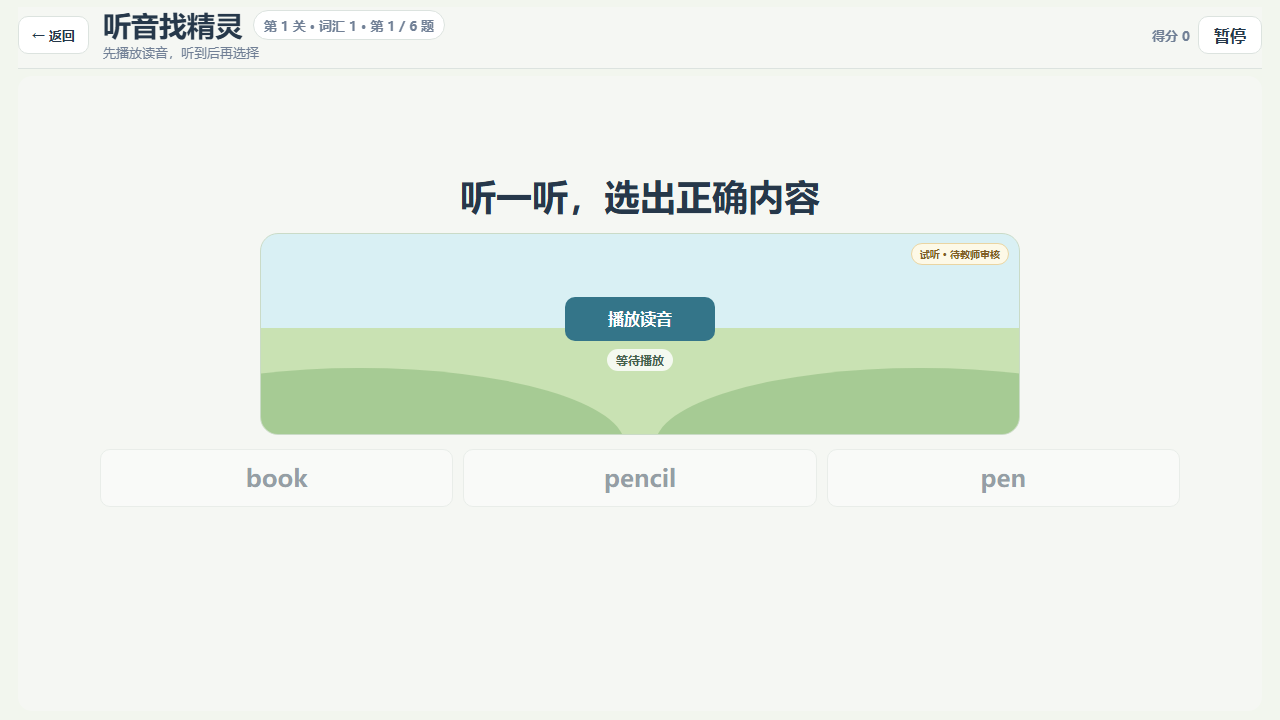 ← 返回
听音找精灵
第 1 关 • 词汇 1 • 第 1 / 6 题
先播放读音，听到后再选择
得分 0
暂停
听一听，选出正确内容
试听 • 待教师审核
播放读音
等待播放
book
pencil
pen